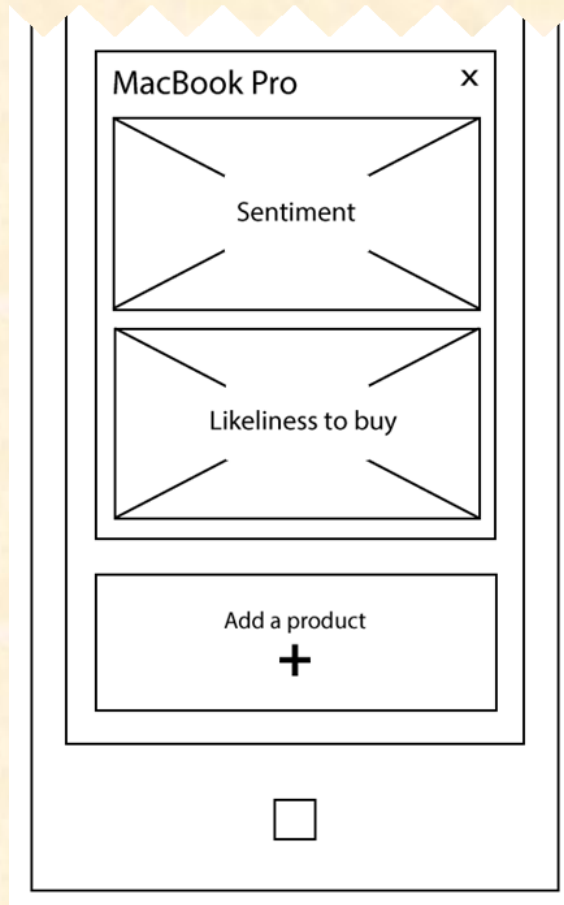 MacBook Pro x
Sentiment
Likeliness to buy
Add a product
+